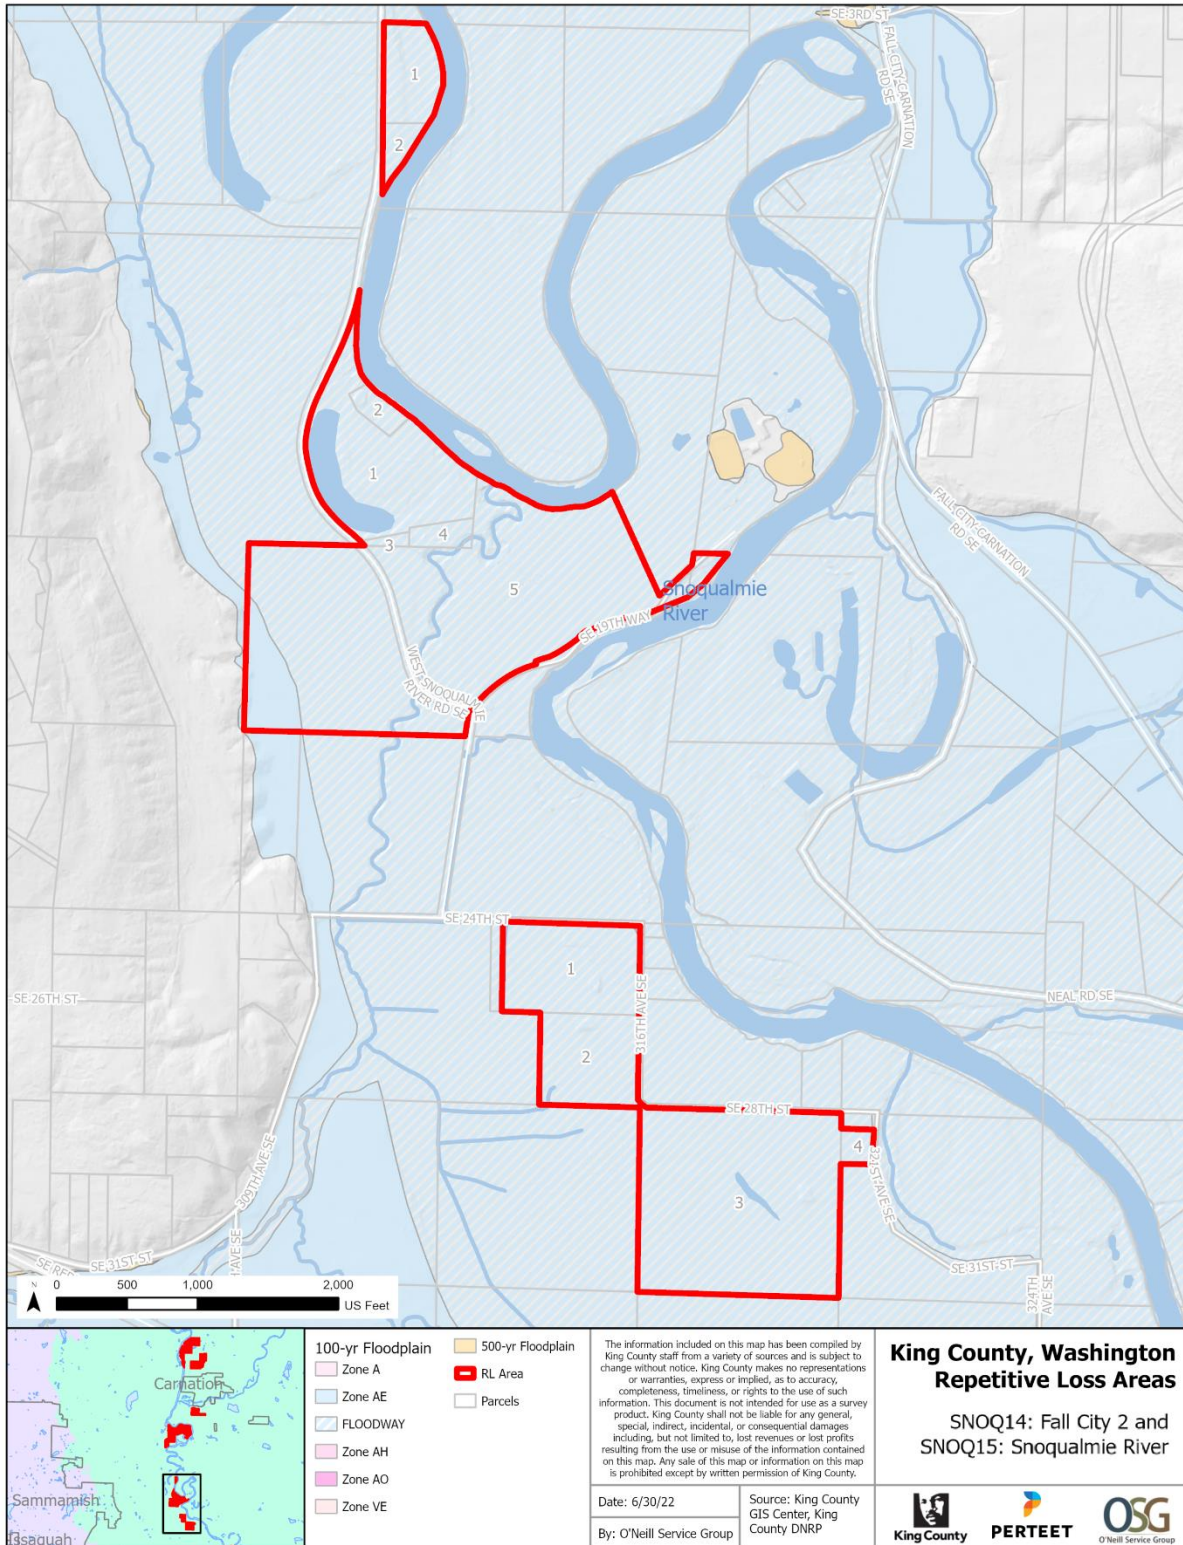 SE 3RD ST
FALL CITY-CARNATION
RD SE
1
2
2
1
3
4
5
Snoqualmie
River
SE 19TH WAY
WEST SNOQUALMIE
RIVER RD SE
FALL CITY-CARNATION
RD SE
SE 24TH ST
1
2
316TH AVE SE
NEAL RD SE
SE 26TH ST
SE 28TH ST
4
3
321ST AVE SE
309TH AVE SE
SE 31ST ST
SE 31ST ST
SE RED
H AVE SE
324TH
AVE SE
N
0 500 1,000 2,000
US Feet
Carnation
Sammamish
Issaquah
100-yr Floodplain
Zone A
Zone AE
FLOODWAY
Zone AH
Zone AO
Zone VE
500-yr Floodplain
RL Area
Parcels
The information included on this map has been compiled by
King County staff from a variety of sources and is subject to
change without notice. King County makes no representations
or warranties, express or implied, as to accuracy,
completeness, timeliness, or rights to the use of such
information. This document is not intended for use as a survey
product. King County shall not be liable for any general,
special, indirect, incidental, or consequential damages
including, but not limited to, lost revenues or lost profits
resulting from the use or misuse of the information contained
on this map. Any sale of this map or information on this map
is prohibited except by written permission of King County.
Date: 6/30/22
By: O'Neill Service Group
Source: King County
GIS Center, King
County DNRP
King County, Washington
Repetitive Loss Areas
SNOQ14: Fall City 2 and
SNOQ15: Snoqualmie River
King County
PERTEET
OSG
O'Neill Service Group